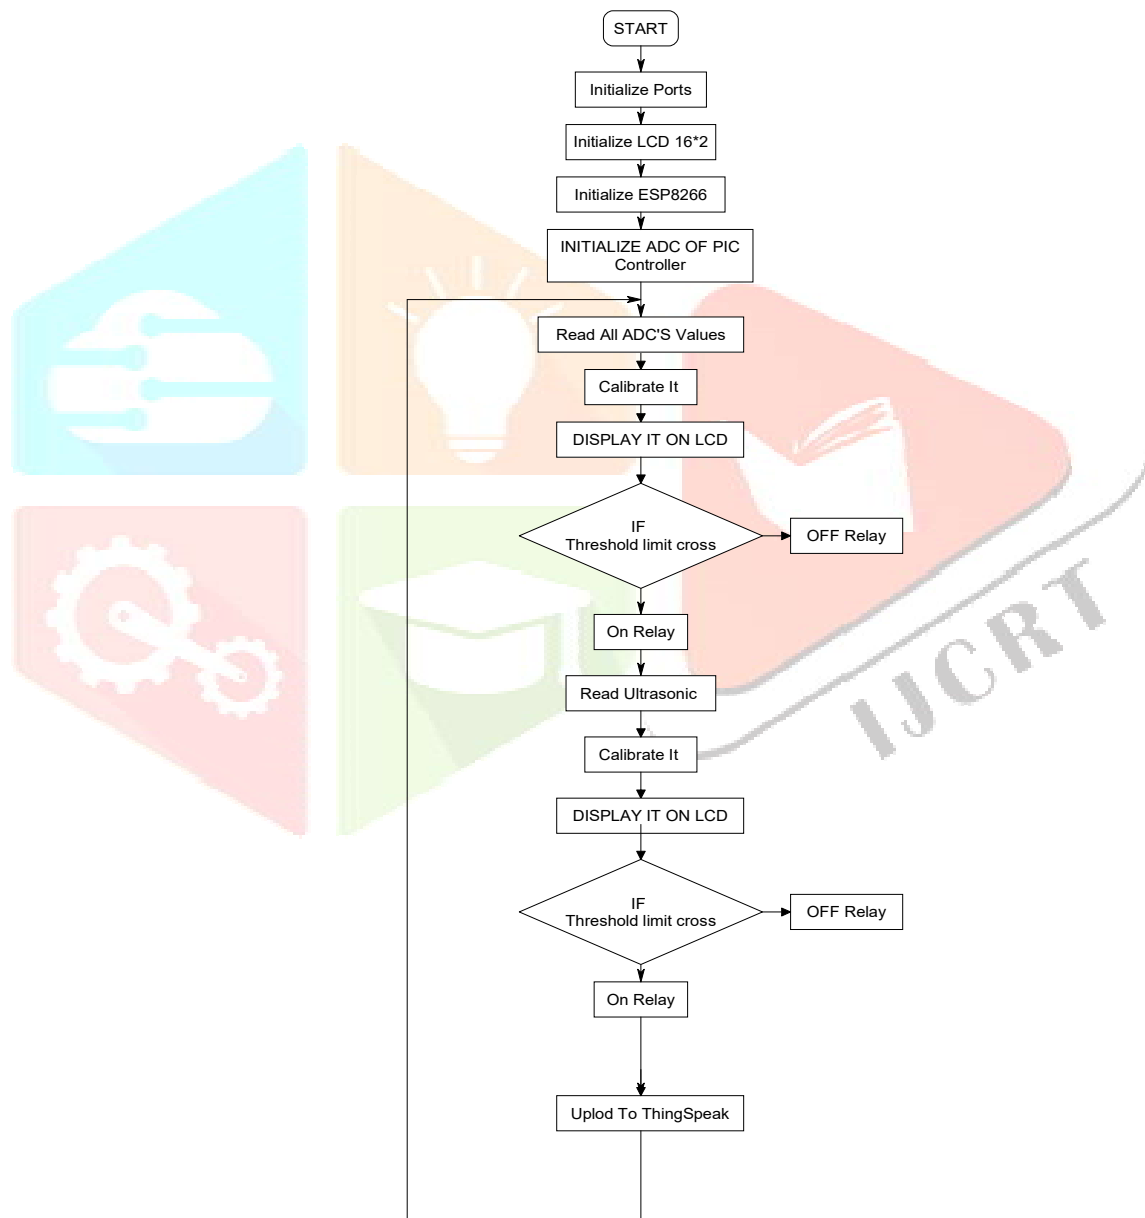 START
Initialize Ports
Initialize LCD 16*2
Initialize ESP8266
INITIALIZE ADC OF PIC
Controller
Read All ADC'S Values
Calibrate It
DISPLAY IT ON LCD
IF
Threshold limit cross
OFF Relay
On Relay
Read Ultrasonic
Calibrate It
DISPLAY IT ON LCD
IF
Threshold limit cross
OFF Relay
On Relay
Uplod To ThingSpeak
IJCRT